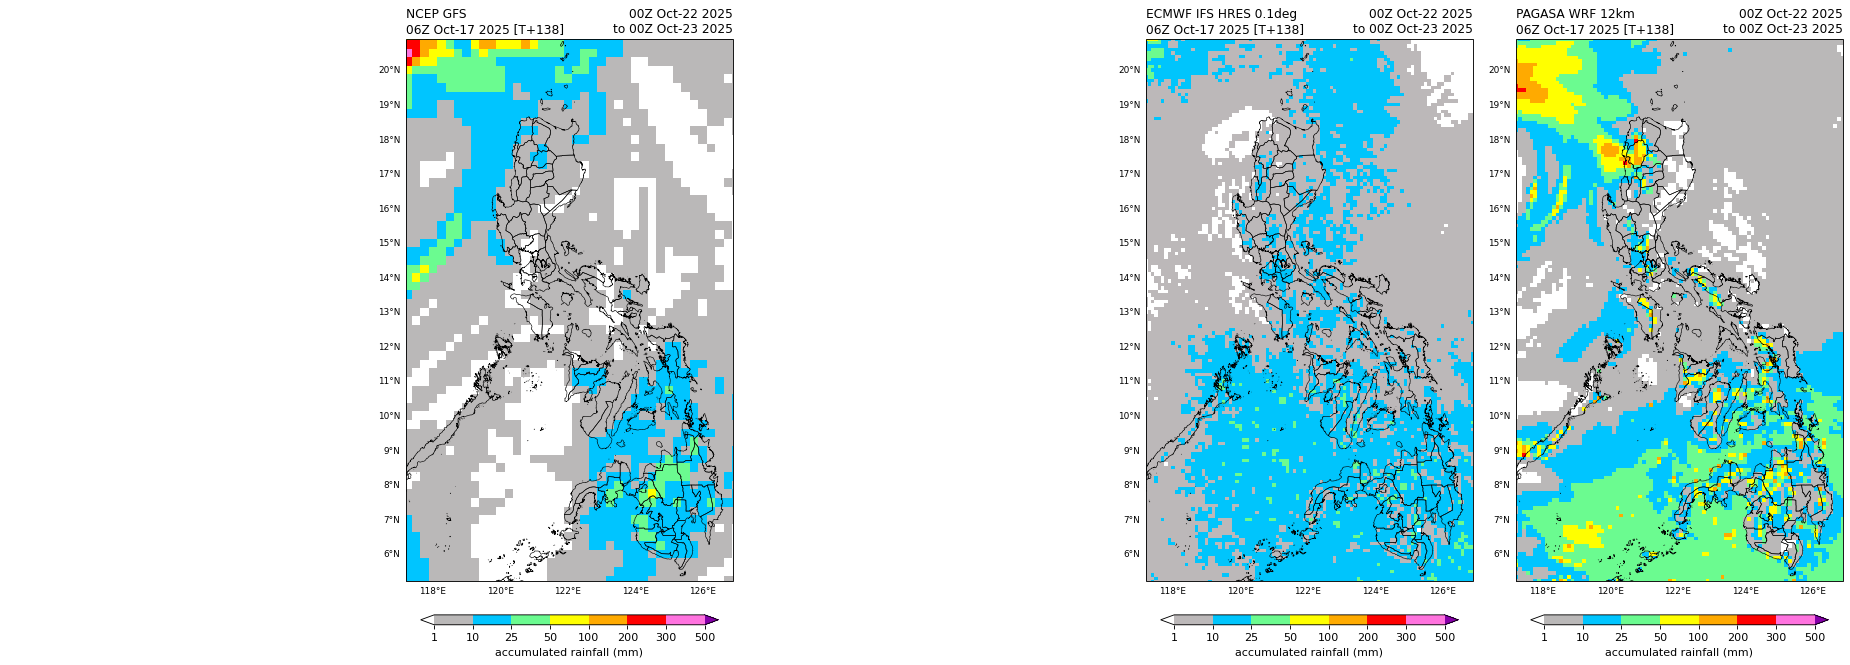 NCEP GFS 00Z Oct-22 2025
06Z Oct-17 2025 [T+138] to 00Z Oct-23 2025
20°N
19°N
18°N
17°N
16°N
15°N
14°N
13°N
12°N
11°N
10°N
9°N
8°N
7°N
6°N
118°E 120°E 122°E 124°E 126°E
1 10 25 50 100 200 300 500
accumulated rainfall (mm)
ECMWF IFS HRES 0.1deg 00Z Oct-22 2025
06Z Oct-17 2025 [T+138] to 00Z Oct-23 2025
20°N
19°N
18°N
17°N
16°N
15°N
14°N
13°N
12°N
11°N
10°N
9°N
8°N
7°N
6°N
118°E 120°E 122°E 124°E 126°E
1 10 25 50 100 200 300 500
accumulated rainfall (mm)
PAGASA WRF 12km 00Z Oct-22 2025
06Z Oct-17 2025 [T+138] to 00Z Oct-23 2025
20°N
19°N
18°N
17°N
16°N
15°N
14°N
13°N
12°N
11°N
10°N
9°N
8°N
7°N
6°N
118°E 120°E 122°E 124°E 126°E
1 10 25 50 100 200 300 500
accumulated rainfall (mm)